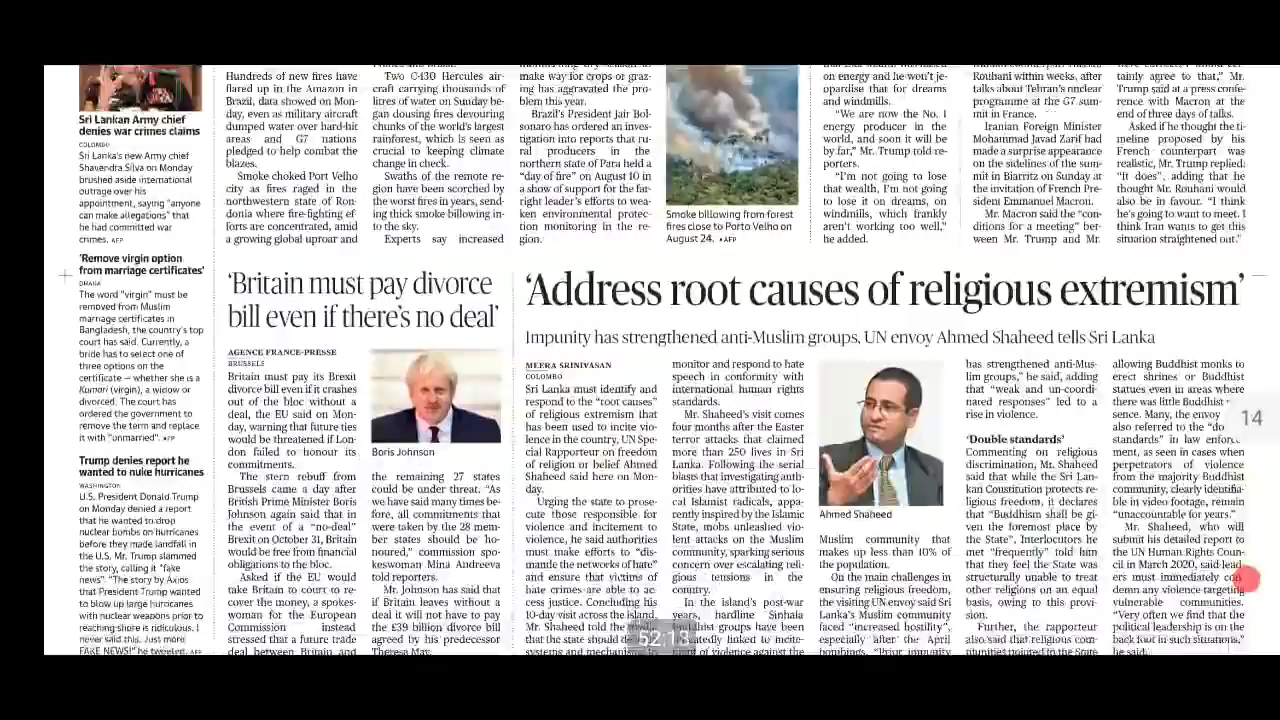 Sri Lankan Army chief
denies war crimes claims
COLOMBO
Sri Lanka's new Army chief
Shavendra Silva on Monday
brushed aside international
outrage over his
appointment, saying "anyone
can make allegations" that
he had committed war
crimes. AFP
'Remove virgin option
from marriage certificates'
DHAKA
The word "virgin" must be
removed from Muslim
marriage certificates in
Bangladesh, the country's top
court has said. Currently, a
bride has to select one of
three options on the
certificate — whether she is a
Kumari (virgin), a widow or
divorced. The court has
ordered the government to
remove the term and replace
it with "unmarried". AFP
Trump denies report he
wanted to nuke hurricanes
WASHINGTON
U.S. President Donald Trump
on Monday denied a report
that he wanted to drop
nuclear bombs on hurricanes
before they made landfall in
the U.S. Mr. Trump slammed
the story, calling it "fake
news". "The story by Axios
that President Trump wanted
to blow up large hurricanes
with nuclear weapons prior to
reaching shore is ridiculous. I
never said this. Just more
FAKE NEWS!" he tweeted. AFP
Hundreds of new fires have
flared up in the Amazon in
Brazil, data showed on Mon-
day, even as military aircraft
dumped water over hard-hit
areas and G7 nations
pledged to help combat the
blazes.
Smoke choked Port Velho
city as fires raged in the
northwestern state of Ron-
donia where fire-fighting ef-
forts are concentrated, amid
a growing global uproar and
Two C-130 Hercules air-
craft carrying thousands of
litres of water on Sunday be-
gan dousing fires devouring
chunks of the world's largest
rainforest, which is seen as
crucial to keeping climate
change in check.
Swaths of the remote re-
gion have been scorched by
the worst fires in years, send-
ing thick smoke billowing in-
to the sky.
Experts say increased
make way for crops or graz-
ing has aggravated the pro-
blem this year.
Brazil's President Jair Bol-
sonaro has ordered an inves-
tigation into reports that ru-
ral producers in the
northern state of Para held a
"day of fire" on August 10 in
a show of support for the far-
right leader's efforts to wea-
ken environmental protec-
tion monitoring in the re-
gion.
Smoke billowing from forest
fires close to Porto Velho on
August 24. • AFP
on energy and he won't je-
opardise that for dreams
and windmills.
"We are now the No. 1
energy producer in the
world, and soon it will be
by far," Mr. Trump told re-
porters.
"I'm not going to lose
that wealth, I'm not going
to lose it on dreams, on
windmills, which frankly
aren't working too well,"
he added.
Rouhani within weeks, after
talks about Tehran's nuclear
programme at the G7 sum-
mit in France.
Iranian Foreign Minister
Mohammad Javad Zarif had
made a surprise appearance
on the sidelines of the sum-
mit in Biarritz on Sunday at
the invitation of French Pre-
sident Emmanuel Macron.
Mr. Macron said the "con-
ditions for a meeting" bet-
ween Mr. Trump and Mr.
tainly agree to that," Mr.
Trump said at a press confe-
rence with Macron at the
end of three days of talks.
Asked if he thought the ti-
meline proposed by his
French counterpart was
realistic, Mr. Trump replied:
"It does", adding that he
thought Mr. Rouhani would
also be in favour. "I think
he's going to want to meet. I
think Iran wants to get this
situation straightened out."
'Britain must pay divorce
bill even if there's no deal'
AGENCE FRANCE-PRESSE
BRUSSELS
Britain must pay its Brexit
divorce bill even if it crashes
out of the bloc without a
deal, the EU said on Mon-
day, warning that future ties
would be threatened if Lon-
don failed to honour its
commitments.
The stern rebuff from
Brussels came a day after
British Prime Minister Boris
Johnson again said that in
the event of a "no-deal"
Brexit on October 31, Britain
would be free from financial
obligations to the bloc.
Asked if the EU would
take Britain to court to re-
cover the money, a spokes-
woman for the European
Commission instead
stressed that a future trade
deal between Britain and
Boris Johnson
the remaining 27 states
could be under threat. "As
we have said many times be-
fore, all commitments that
were taken by the 28 mem-
ber states should be ho-
noured," commission spo-
keswoman Mina Andreeva
told reporters.
Mr. Johnson has said that
if Britain leaves without a
deal it will not have to pay
the £39 billion divorce bill
agreed by his predecessor
Theresa May.
'Address root causes of religious extremism'
Impunity has strengthened anti-Muslim groups, UN envoy Ahmed Shaheed tells Sri Lanka
MEERA SRINIVASAN
COLOMBO
Sri Lanka must identify and
respond to the "root causes"
of religious extremism that
has been used to incite vio-
lence in the country, UN Spe-
cial Rapporteur on freedom
of religion or belief Ahmed
Shaheed said here on Mon-
day.
Urging the state to prose-
cute those responsible for
violence and incitement to
violence, he said authorities
must make efforts to "dis-
mantle the networks of hate"
and ensure that victims of
hate crimes are able to ac-
cess justice. Concluding his
10-day visit across the island,
Mr. Shaheed told the
that the state should de
systems and
monitor and respond to hate
speech in conformity with
international human rights
standards.
Mr. Shaheed's visit comes
four months after the Easter
terror attacks that claimed
more than 250 lives in Sri
Lanka. Following the serial
blasts that investigating auth-
orities have attributed to lo-
cal Islamist radicals, appa-
rently inspired by the Islamic
State, mobs unleashed vio-
lent attacks on the Muslim
community, sparking serious
concern over escalating reli-
gious tensions in the
country.
In the island's post-war
years, hardline Sinhala
Buddhist groups have been
repeatedly linked to incite-
ment of violence against the
Ahmed Shaheed
Muslim community that
makes up less than 10% of
the population.
On the main challenges in
ensuring religious freedom,
the visiting UN envoy said Sri
Lanka's Muslim community
faced "increased hostility",
especially after the April
bombings. "Prior impunity
has strengthened anti-Mus-
lim groups," he said, adding
that "weak and un-coordi-
nated responses" led to a
rise in violence.
'Double standards'
Commenting on religious
discrimination, Mr. Shaheed
said that while the Sri Lan-
kan Constitution protects re-
ligious freedom, it declares
that "Buddhism shall be gi-
ven the foremost place by
the State". Interlocutors he
met "frequently" told him
that they feel the State was
structurally unable to treat
other religions on an equal
basis, owing to this provi-
sion.
Further, the rapporteur
also said that religious com-
munities pointed to the State
allowing Buddhist monks to
erect shrines or Buddhist
statues even in areas where
there was little Buddhist
sence. Many, the envoy
also referred to the "do
standards" in law enforce-
ment, as seen in cases when
perpetrators of violence
from the majority Buddhist
community, clearly identifia-
ble in video footage, remain
"unaccountable for years".
Mr. Shaheed, who will
submit his detailed report to
the UN Human Rights Coun-
cil in March 2020, said lead-
ers must immediately con
demn any violence targeting
vulnerable communities.
"Very often we find that the
political leadership is on the
back foot in such situations,"
he said.
14
52:13